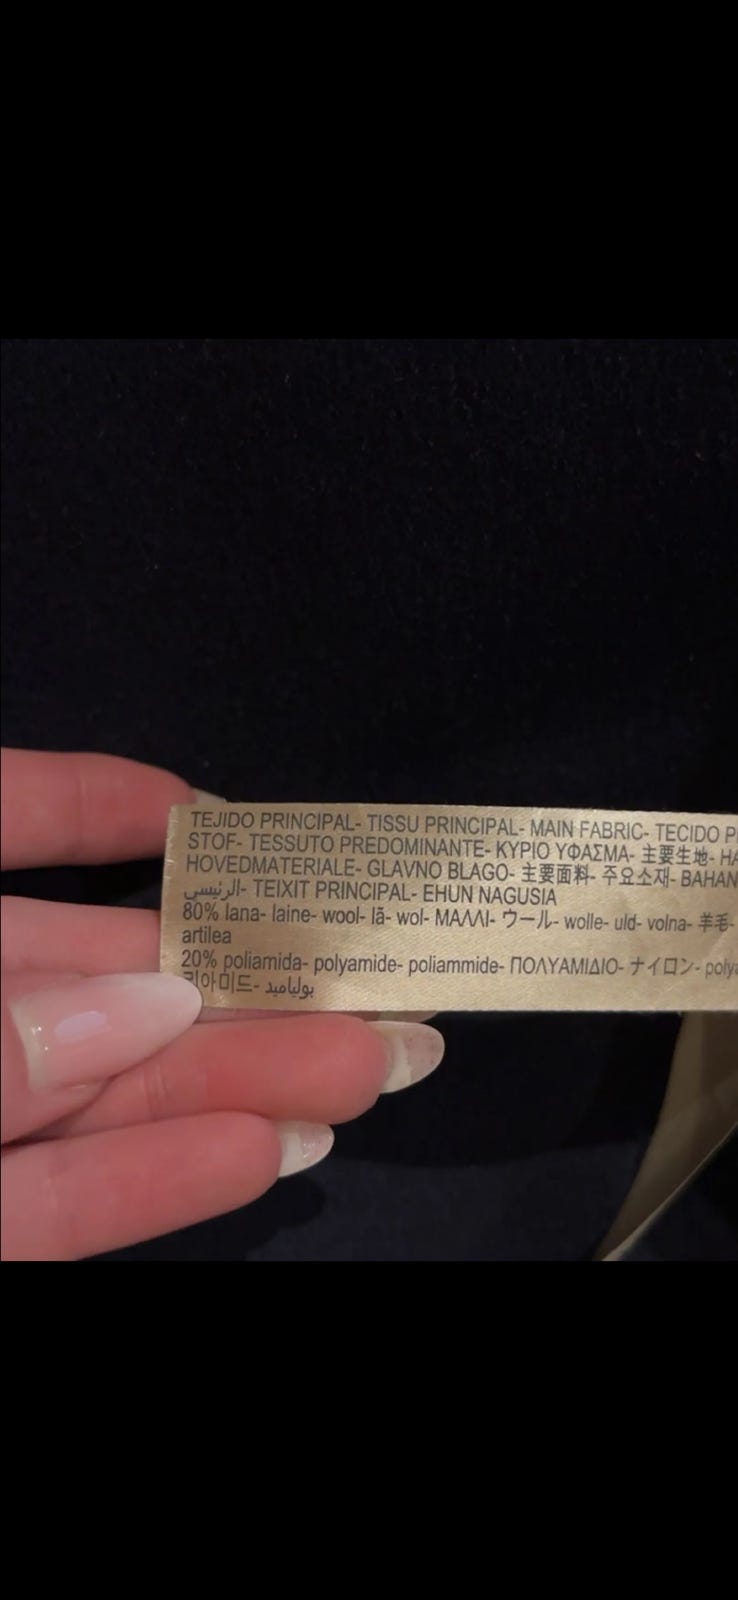 TEJIDO PRINCIPAL- TISSU PRINCIPAL- MAIN FABRIC- TECIDO
STOF- TESSUTO PREDOMINANTE- ΚΥΡΙΟ ΥΦΑΣΜΑ- 主要生地-
HOVEDMATERIALE- GLAVNO BLAGO- 主要面料- 주요소재- BAHAN
الرئيسي- TEIXIT PRINCIPAL- EHUN NAGUSIA
80% lana- laine- wool- lã- wol- ΜΑΛΛΙ- ウール- wolle- uld- volna- 羊毛-
artilea
20% poliamida- polyamide- poliammide- ΠΟΛΥΑΜΙΔΙΟ- ナイロン-
리아미드- بوليامید